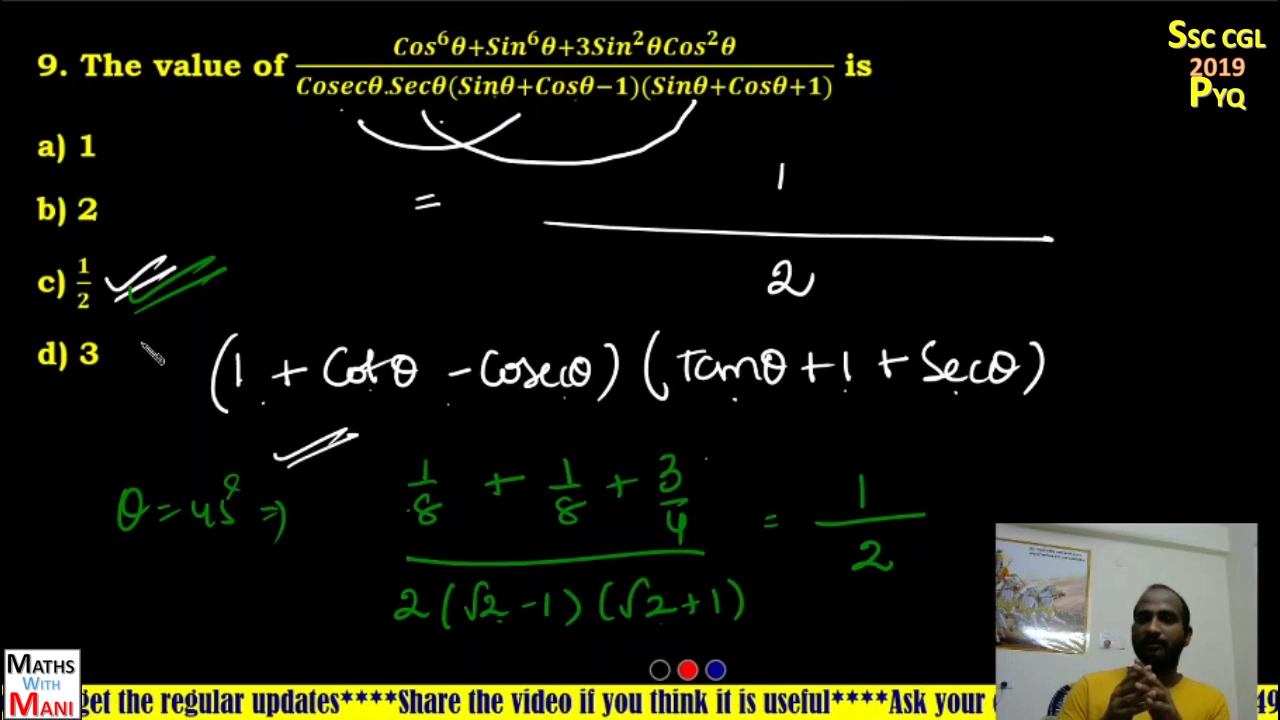 9. The value of (Cos⁶θ+Sin⁶θ+3Sin²θCos²θ)/(Cosecθ.Secθ(Sinθ+Cosθ−1)(Sinθ+Cosθ+1)) is
SSC CGL
2019
PYQ
a) 1
b) 2
c) 1/2
d) 3
= 1/2
(1 + Cotθ - Cosecθ) (Tanθ + 1 + Secθ)
θ = 45° ⇒ (1/8 + 1/8 + 3/4)/(2(√2 - 1)(√2 + 1)) = 1/2
MATHS
WITH
MANI
get the regular updates****Share the video if you think it is useful****Ask your